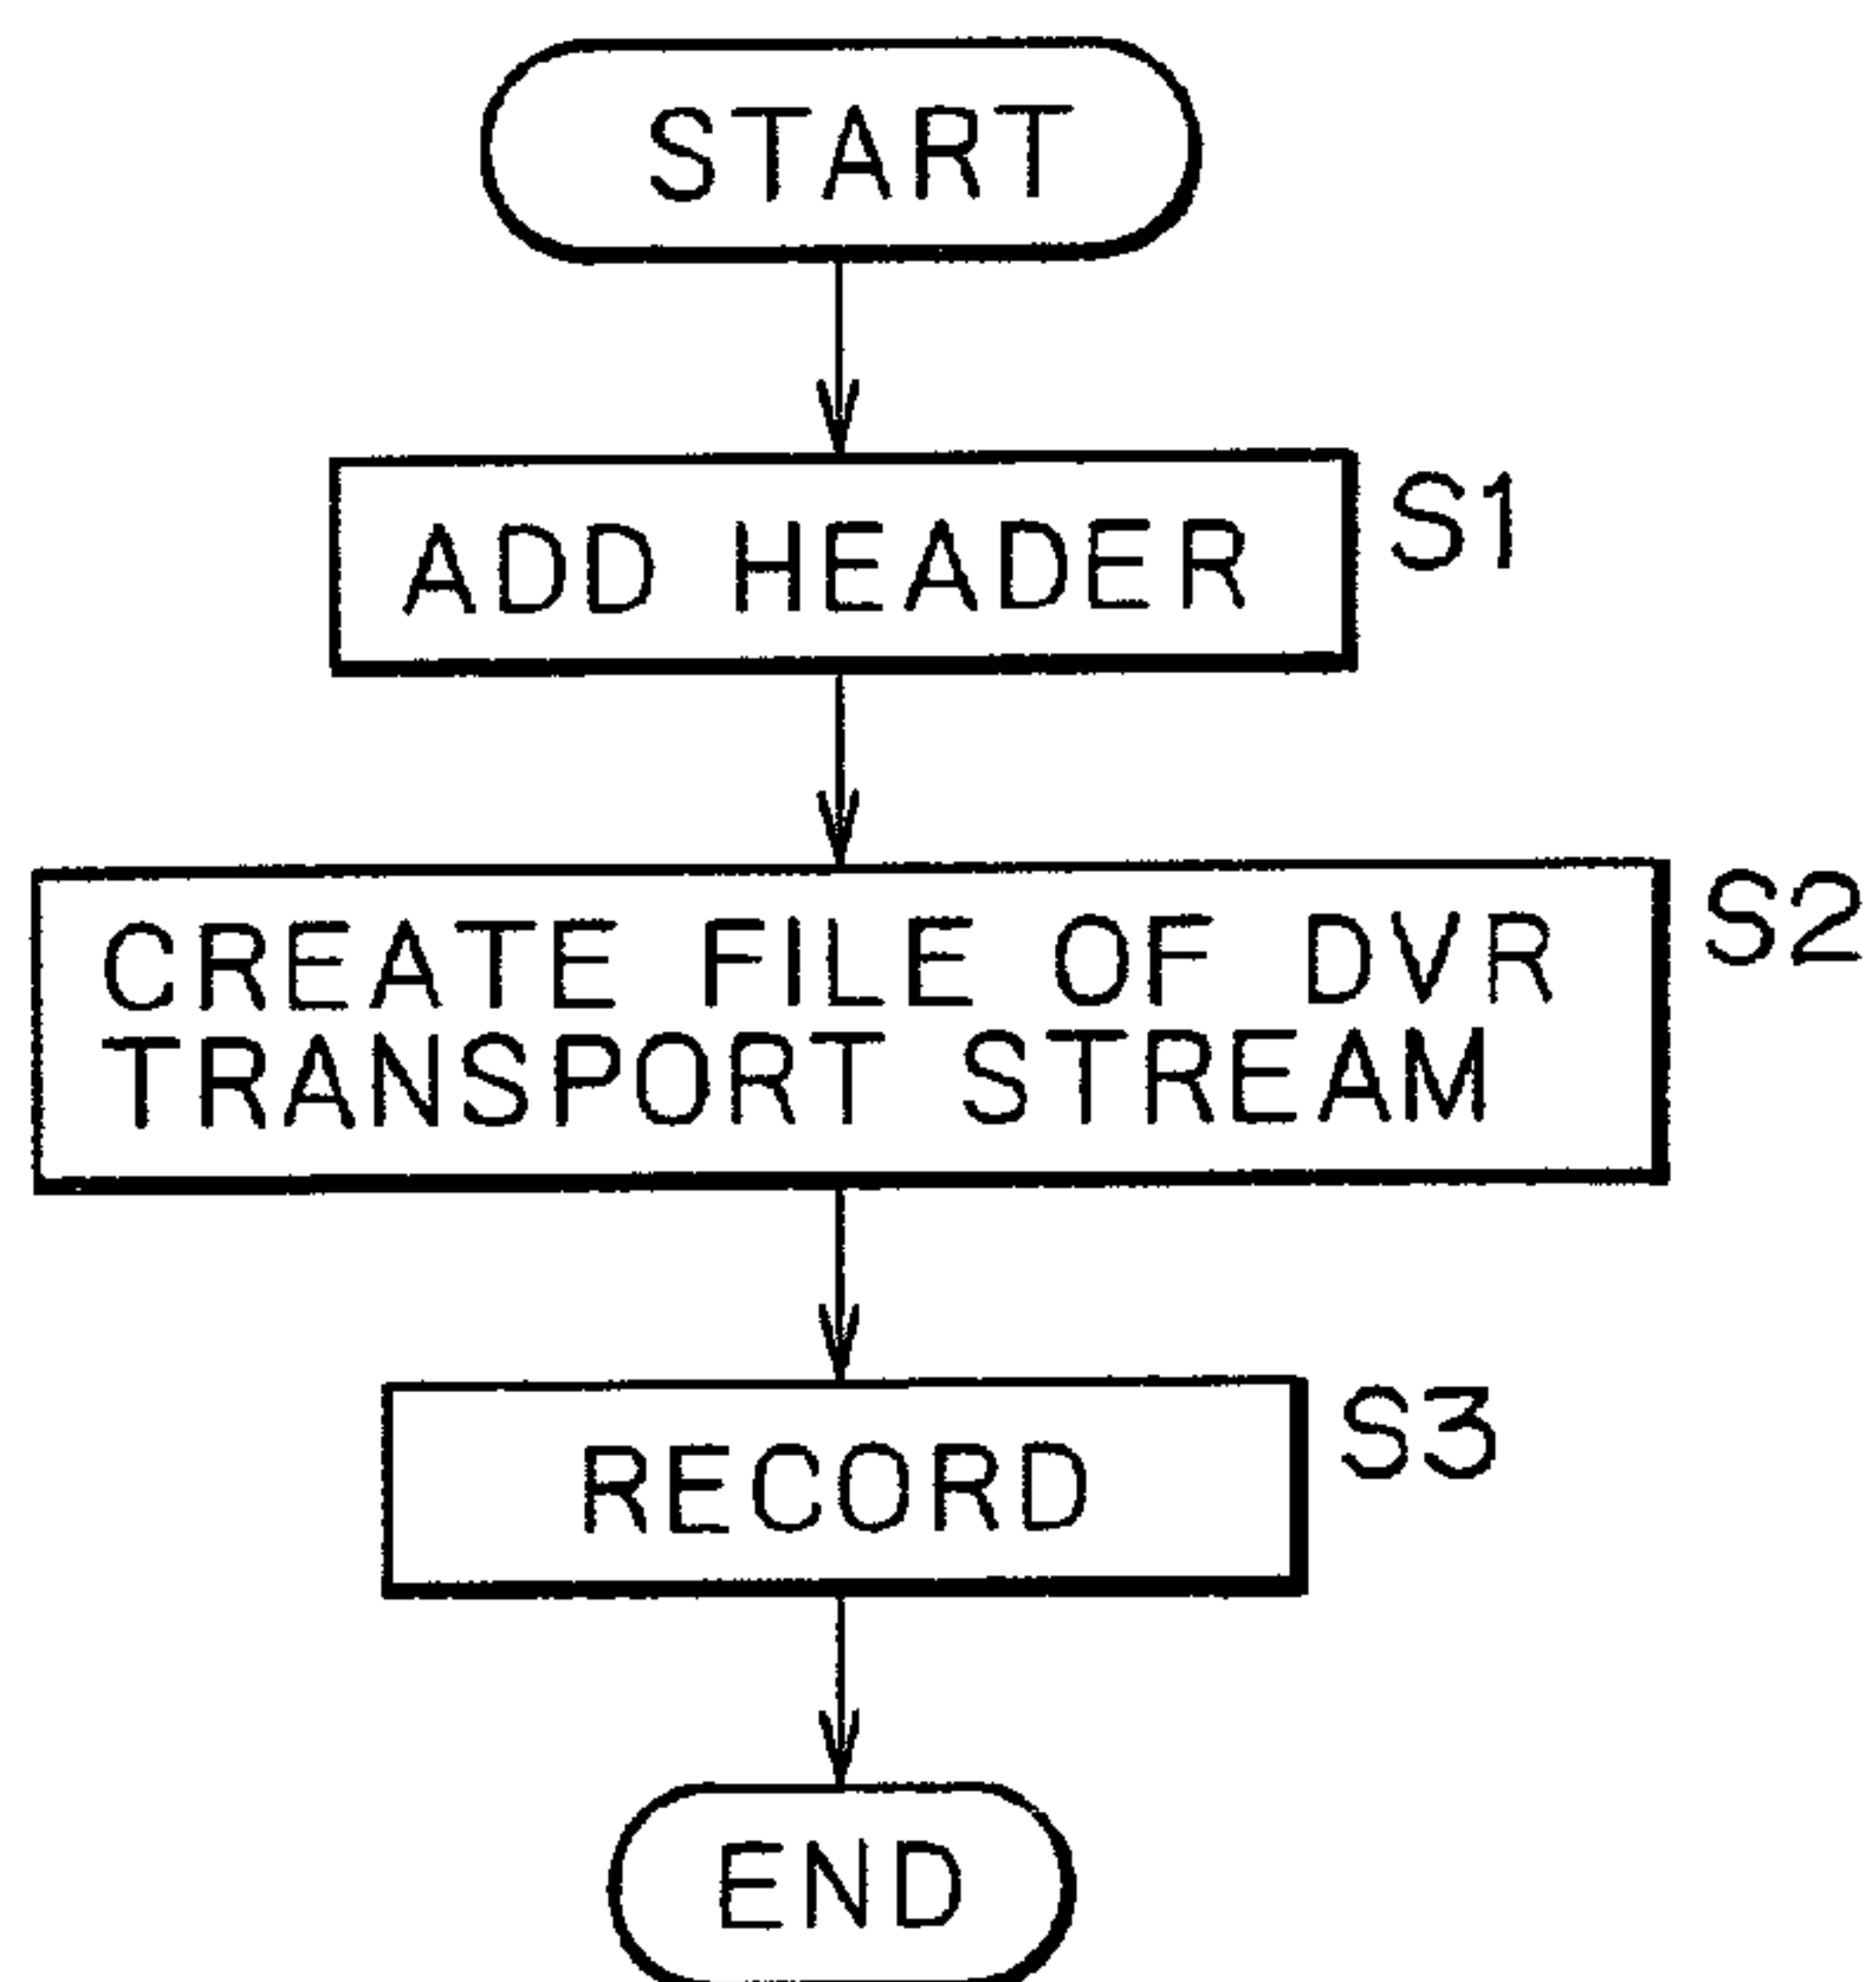 START
ADD HEADER
S1
CREATE FILE OF DVR
TRANSPORT STREAM
S2
RECORD
S3
END